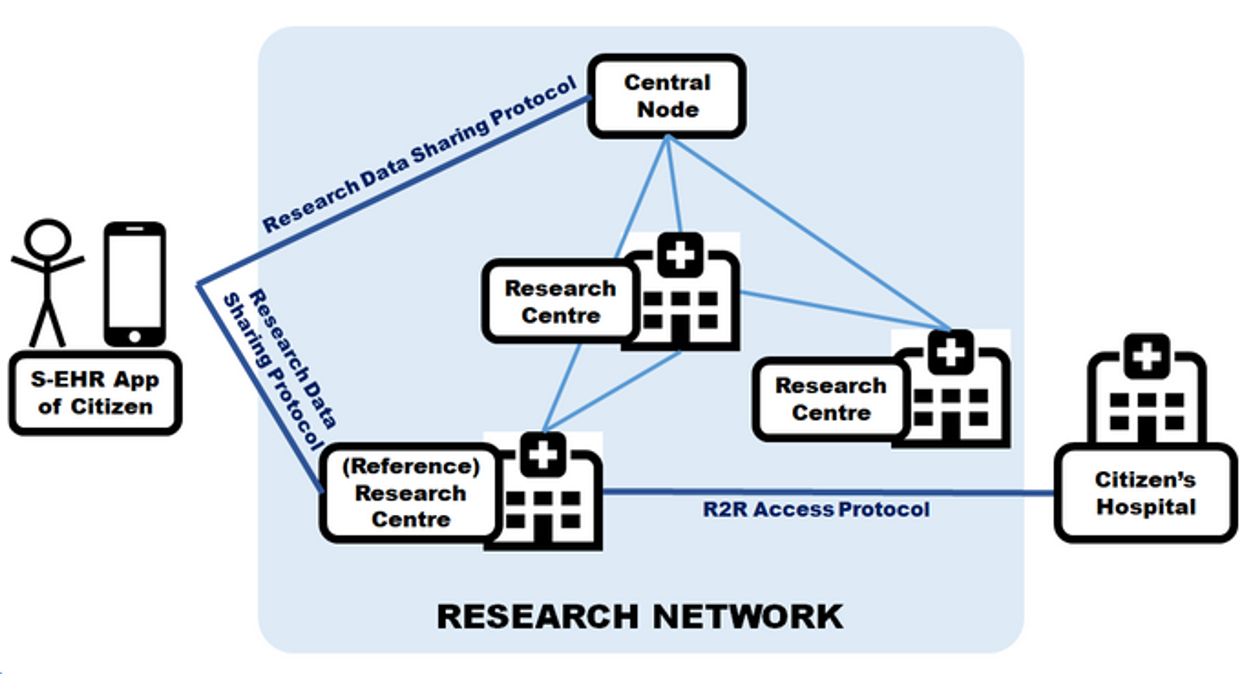 Central
Node
Research Data Sharing Protocol
Research
Centre
Research Data
Sharing Protocol
S-EHR App
of Citizen
Research
Centre
(Reference)
Research
Centre
Citizen's
Hospital
R2R Access Protocol
RESEARCH NETWORK